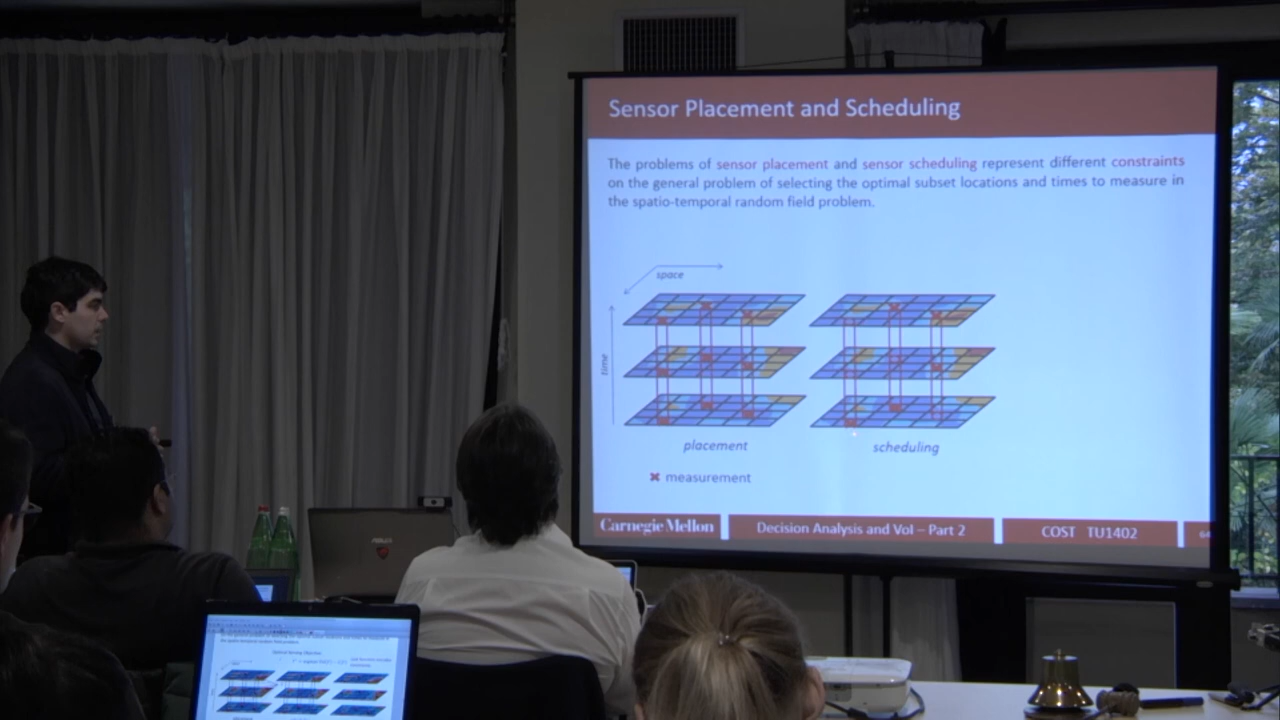 Sensor Placement and Scheduling
The problems of sensor placement and sensor scheduling represent different constraints
on the general problem of selecting the optimal subset locations and times to measure in
the spatio-temporal random field problem.
space
time
placement
scheduling
✖ measurement
Carnegie Mellon
Decision Analysis and VoI – Part 2
COST TU1402